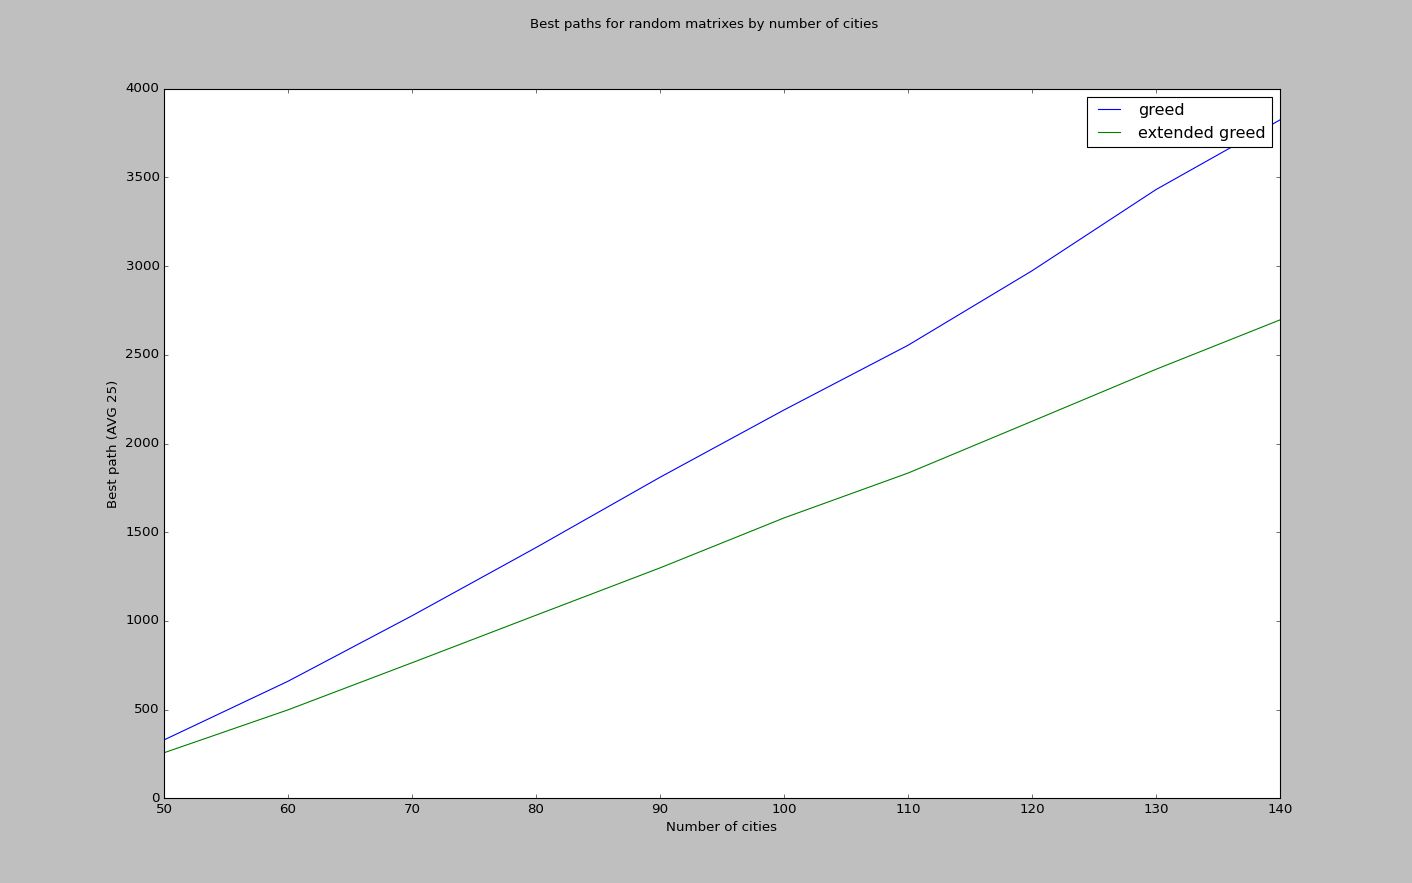 Best paths for random matrixes by number of cities
greed
extended greed
4000
3500
3000
2500
2000
1500
1000
500
0
Best path (AVG 25)
50 60 70 80 90 100 110 120 130 140
Number of cities